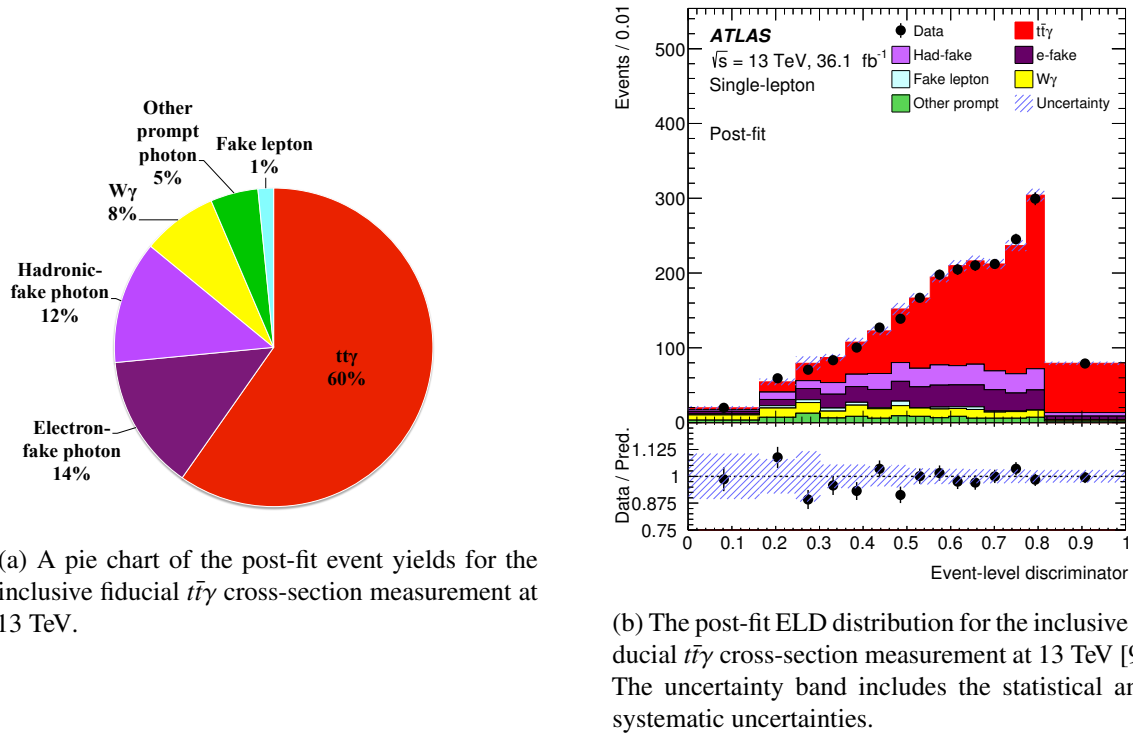 Other
prompt
photon
5%
Fake lepton
1%
Wγ
8%
Hadronic-
fake photon
12%
ttγ
60%
Electron-
fake photon
14%
(a) A pie chart of the post-fit event yields for the
inclusive fiducial tt̄γ cross-section measurement at
13 TeV.
Events / 0.01
500
400
300
200
100
0
ATLAS
√s = 13 TeV, 36.1 fb⁻¹
Single-lepton
Post-fit
Data
tt̄γ
Had-fake
e-fake
Fake lepton
Wγ
Other prompt
Uncertainty
Data / Pred.
1.125
1
0.875
0.75
0 0.1 0.2 0.3 0.4 0.5 0.6 0.7 0.8 0.9 1
Event-level discriminator
(b) The post-fit ELD distribution for the inclusive
ducial tt̄γ cross-section measurement at 13 TeV [9
The uncertainty band includes the statistical an
systematic uncertainties.